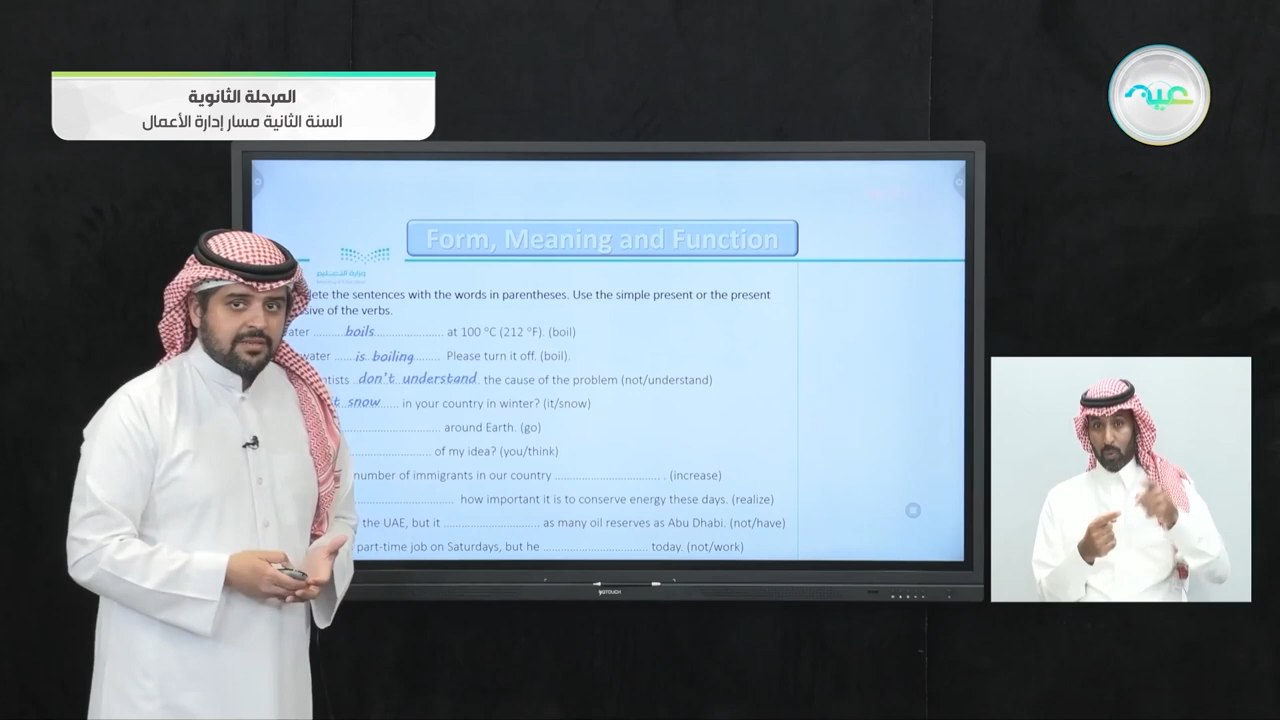 المرحلة الثانوية
السنة الثانية مسار إدارة الأعمال
عين
Form, Meaning and Function
وزارة التعليم
the sentences with the words in parentheses. Use the simple present or the present
of the verbs.
boils at 100 °C (212 °F). (boil)
water is boiling Please turn it off. (boil).
don't understand the cause of the problem (not/understand)
snow in your country in winter? (it/snow)
around Earth. (go)
of my idea? (you/think)
number of immigrants in our country . (increase)
how important it is to conserve energy these days. (realize)
the UAE, but it as many oil reserves as Abu Dhabi. (not/have)
part-time job on Saturdays, but he today. (not/work)